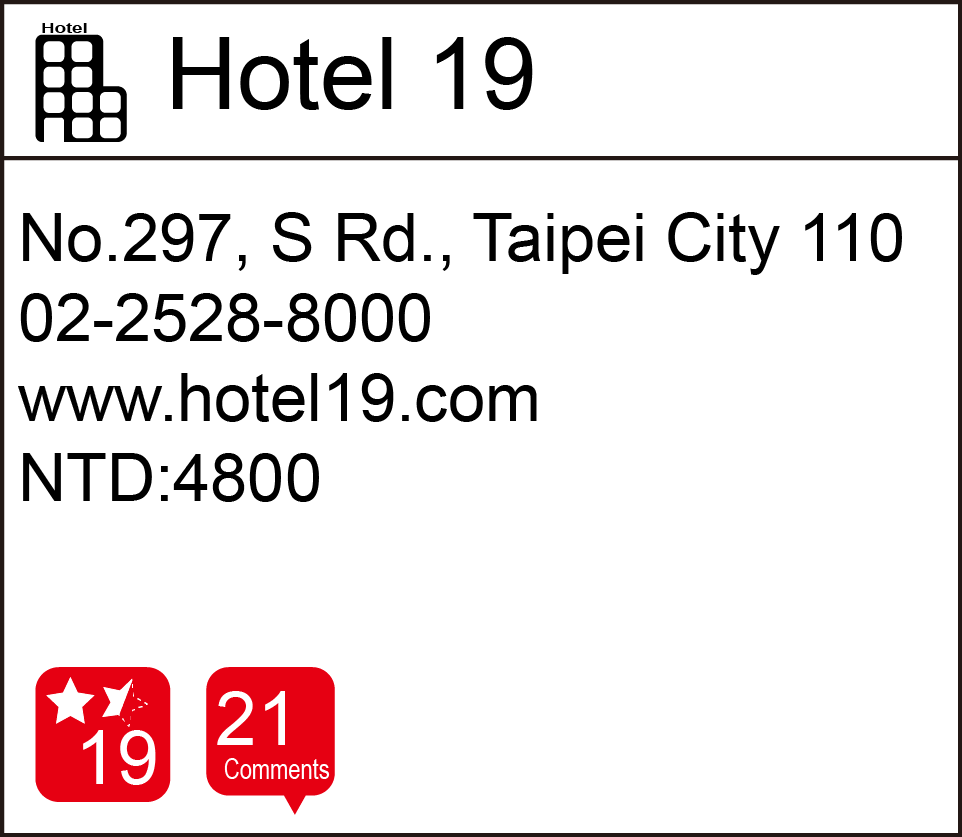 Hotel
Hotel 19
No.297, S Rd., Taipei City 110
02-2528-8000
www.hotel19.com
NTD:4800
19
21
Comments